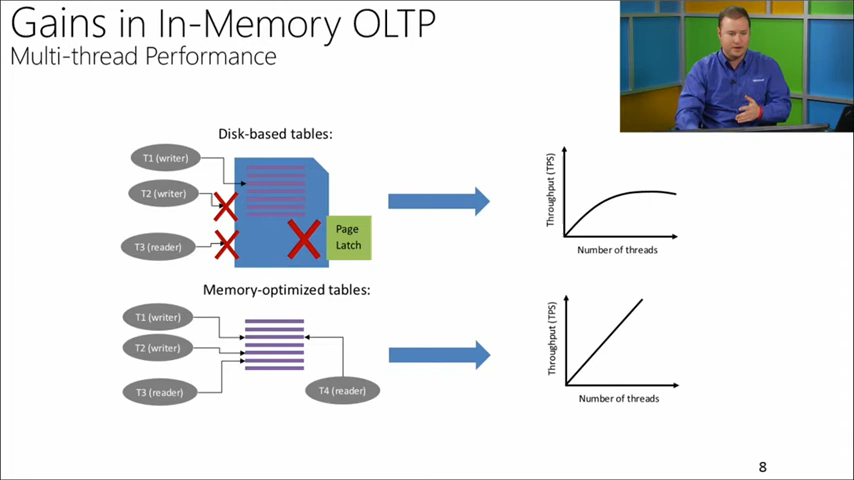 Gains in In-Memory OLTP
Multi-thread Performance
Disk-based tables:
T1 (writer)
T2 (writer)
T3 (reader)
Page
Latch
Throughput (TPS)
Number of threads
Memory-optimized tables:
T1 (writer)
T2 (writer)
T3 (reader)
T4 (reader)
Throughput (TPS)
Number of threads
8